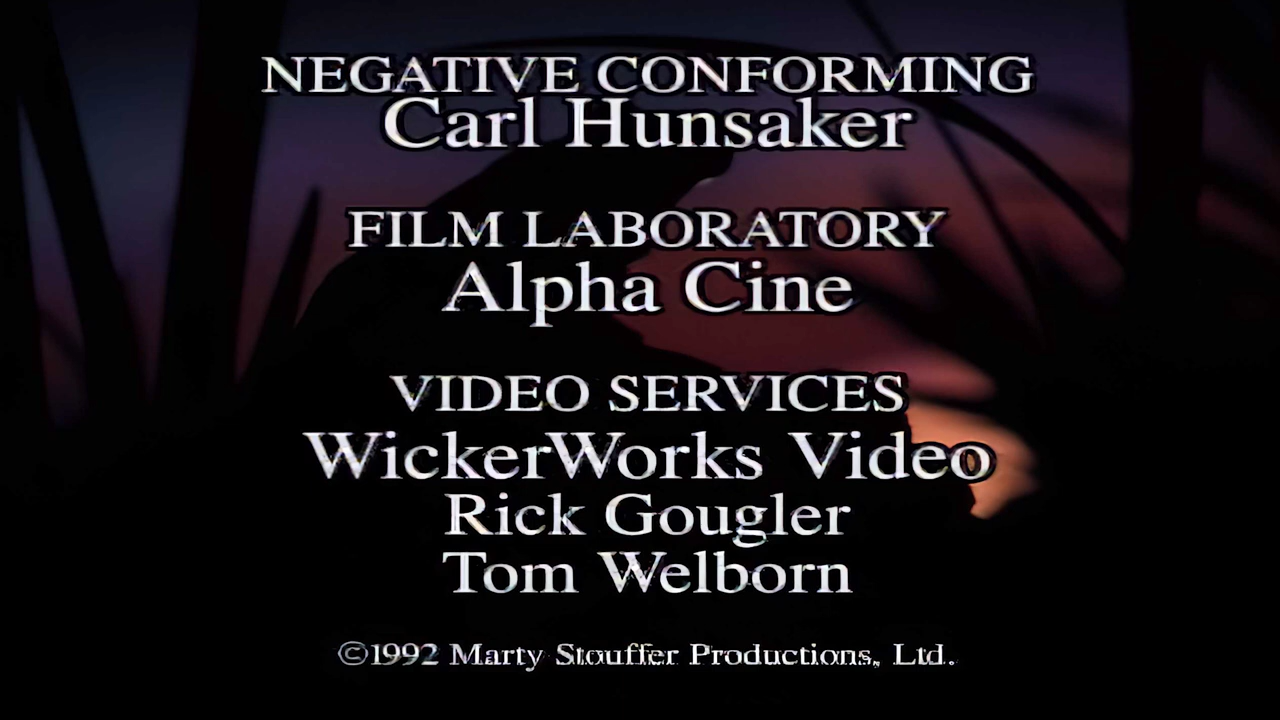 NEGATIVE CONFORMING
Carl Hunsaker
FILM LABORATORY
Alpha Cine
VIDEO SERVICES
WickerWorks Video
Rick Gougler
Tom Welborn
©1992 Marty Stouffer Productions, Ltd.